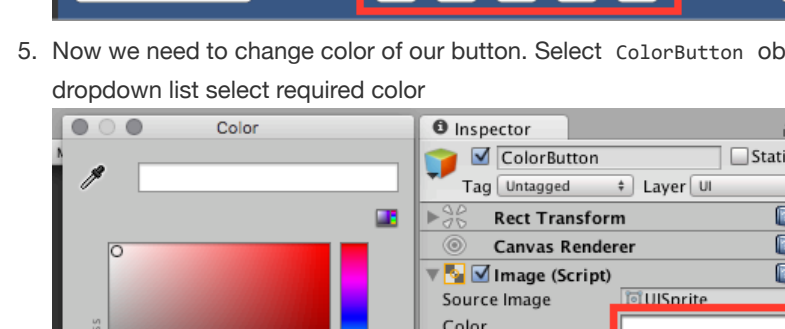 5. Now we need to change color of our button. Select ColorButton ob
dropdown list select required color
Color
Inspector
ColorButton
Stati
Tag Untagged Layer UI
Rect Transform
Canvas Renderer
Image (Script)
Source Image UISprite
Color